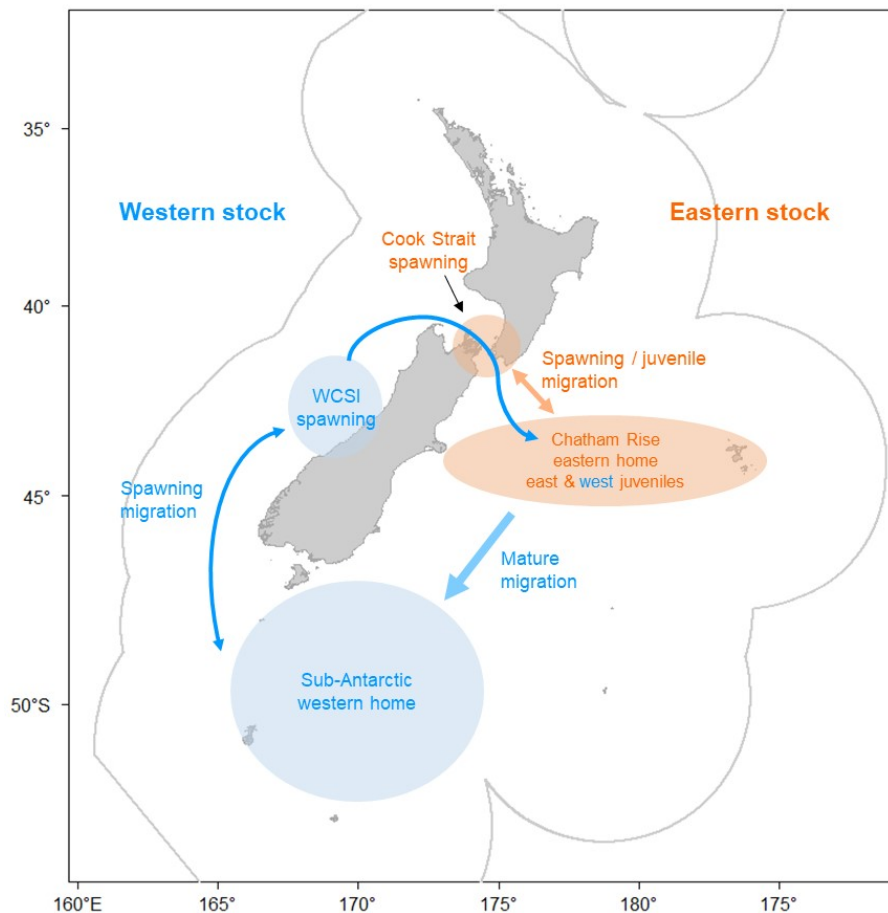 35°
Western stock
Eastern stock
Cook Strait
spawning
40°
Spawning / juvenile
migration
WCSI
spawning
Chatham Rise
eastern home
east & west juveniles
45°
Spawning
migration
Mature
migration
Sub-Antarctic
western home
50°S
160°E
165°
170°
175°
180°
175°